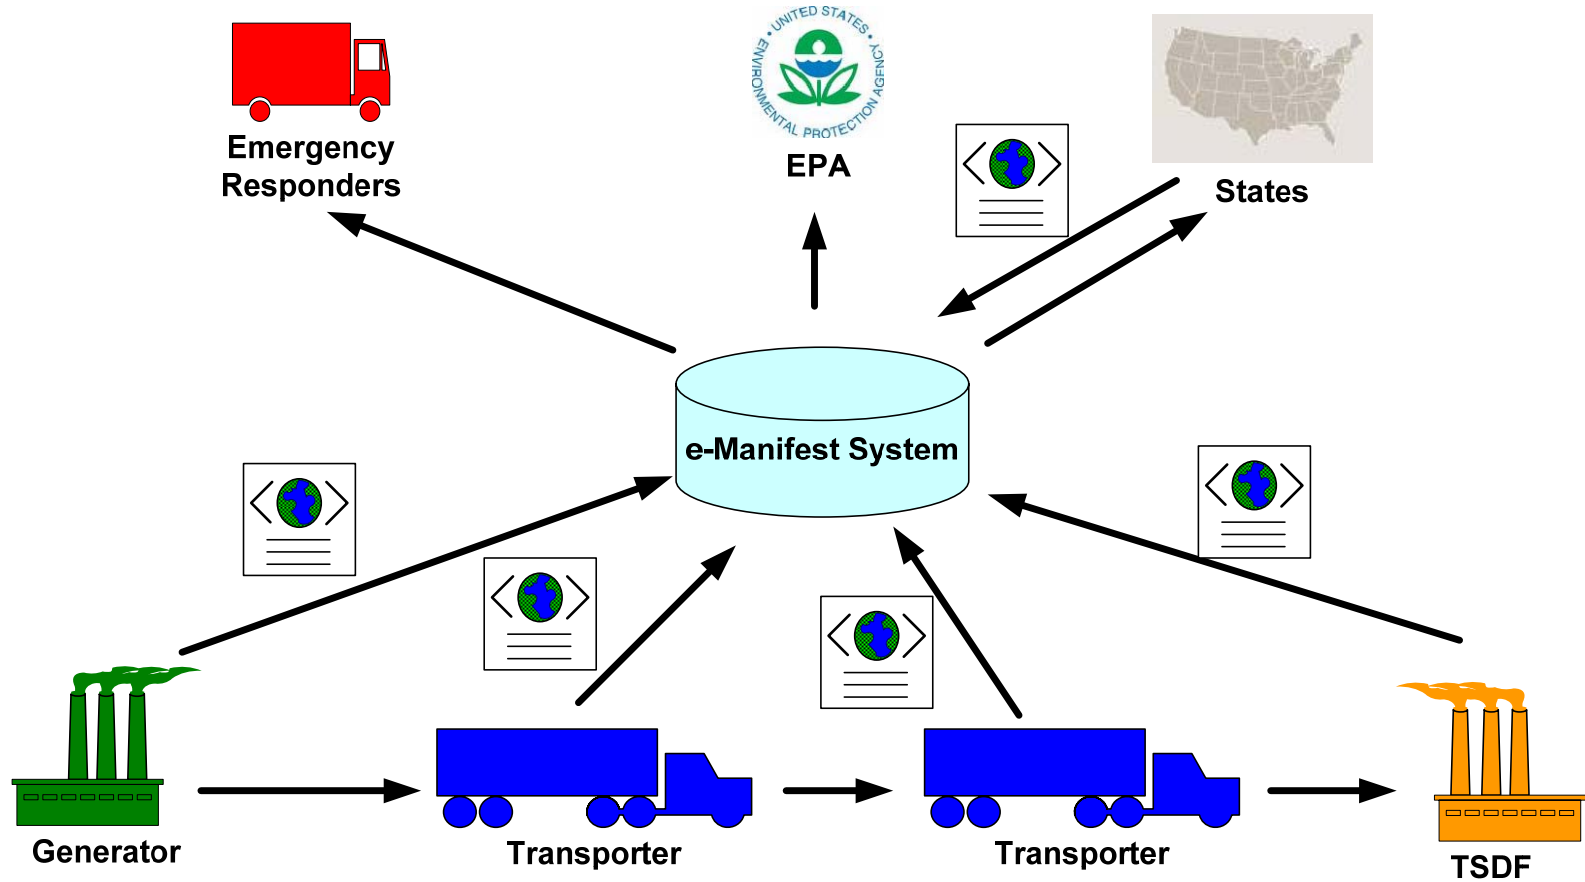 UNITED STATES • ENVIRONMENTAL PROTECTION AGENCY •
Emergency
Responders
EPA
States
e-Manifest System
Generator
Transporter
Transporter
TSDF